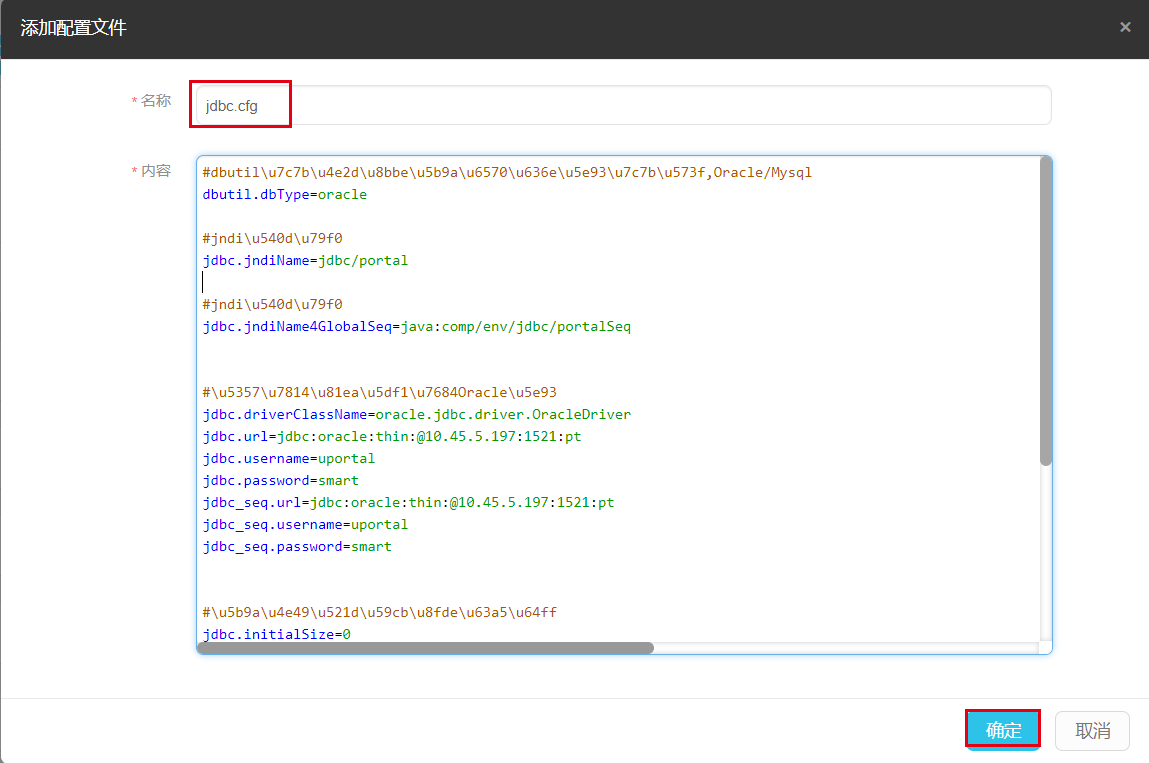 添加配置文件
×
* 名称
jdbc.cfg
* 内容
#dbutil\u7c7b\u4e2d\u8bbe\u5b9a\u6570\u636e\u5e93\u7c7b\u573f,Oracle/Mysql
dbutil.dbType=oracle
#jndi\u540d\u79f0
jdbc.jndiName=jdbc/portal
#jndi\u540d\u79f0
jdbc.jndiName4GlobalSeq=java:comp/env/jdbc/portalSeq
#\u5357\u7814\u81ea\u5df1\u7684Oracle\u5e93
jdbc.driverClassName=oracle.jdbc.driver.OracleDriver
jdbc.url=jdbc:oracle:thin:@10.45.5.197:1521:pt
jdbc.username=uportal
jdbc.password=smart
jdbc_seq.url=jdbc:oracle:thin:@10.45.5.197:1521:pt
jdbc_seq.username=uportal
jdbc_seq.password=smart
#\u5b9a\u4e49\u521d\u59cb\u8fde\u63a5\u64ff
jdbc.initialSize=0
确定
取消